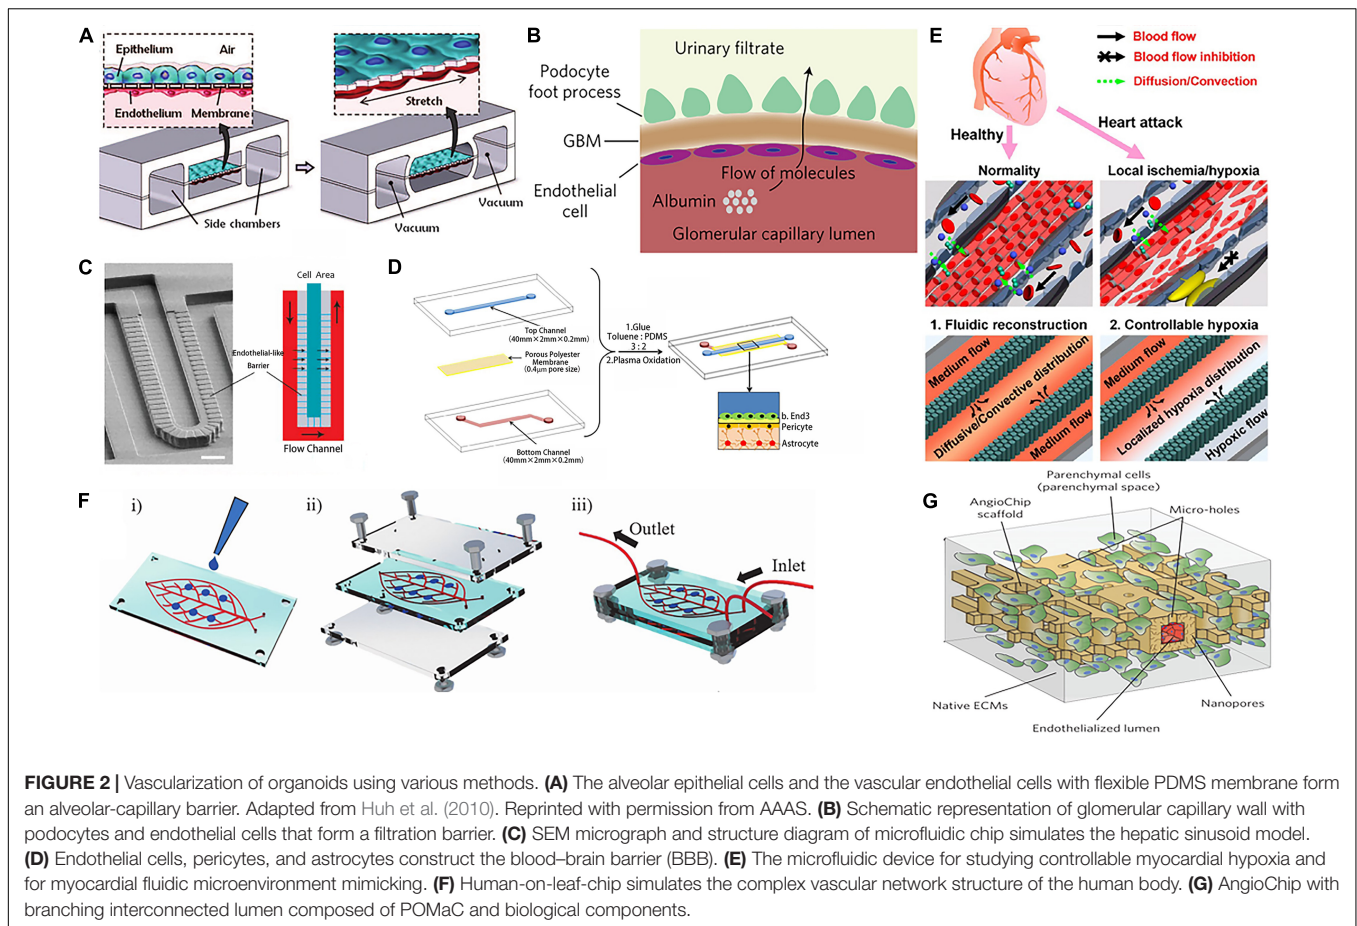 A
Epithelium
Air
Endothelium
Membrane
Side chambers
Stretch
Vacuum
Vacuum
B
Urinary filtrate
Podocyte
foot process
GBM
Endothelial
cell
Flow of molecules
Albumin
Glomerular capillary lumen
C
Cell Area
Endothelial-like
Barrier
Flow Channel
D
Top Channel
(40mm×2mm×0.2mm)
Porous Polyester
Membrane
(0.4μm pore size)
Bottom Channel
(40mm×2mm×0.2mm)
1.Glue
Toluene : PDMS
3 : 2
2.Plasma Oxidation
b. End3
Pericyte
Astrocyte
E
Blood flow
Blood flow inhibition
Diffusion/Convection
Healthy
Heart attack
Normality
Local ischemia/hypoxia
1. Fluidic reconstruction
2. Controllable hypoxia
Medium flow
Diffusive/Convective distribution
Medium flow
Medium flow
Localized hypoxia distribution
Hypoxic flow
F
i)
ii)
iii)
Outlet
Inlet
G
Parenchymal cells
(parenchymal space)
AngioChip
scaffold
Micro-holes
Native ECMs
Nanopores
Endothelialized lumen
FIGURE 2 | Vascularization of organoids using various methods. (A) The alveolar epithelial cells and the vascular endothelial cells with flexible PDMS membrane form
an alveolar-capillary barrier. Adapted from Huh et al. (2010). Reprinted with permission from AAAS. (B) Schematic representation of glomerular capillary wall with
podocytes and endothelial cells that form a filtration barrier. (C) SEM micrograph and structure diagram of microfluidic chip simulates the hepatic sinusoid model.
(D) Endothelial cells, pericytes, and astrocytes construct the blood–brain barrier (BBB). (E) The microfluidic device for studying controllable myocardial hypoxia and
for myocardial fluidic microenvironment mimicking. (F) Human-on-leaf-chip simulates the complex vascular network structure of the human body. (G) AngioChip with
branching interconnected lumen composed of POMaC and biological components.